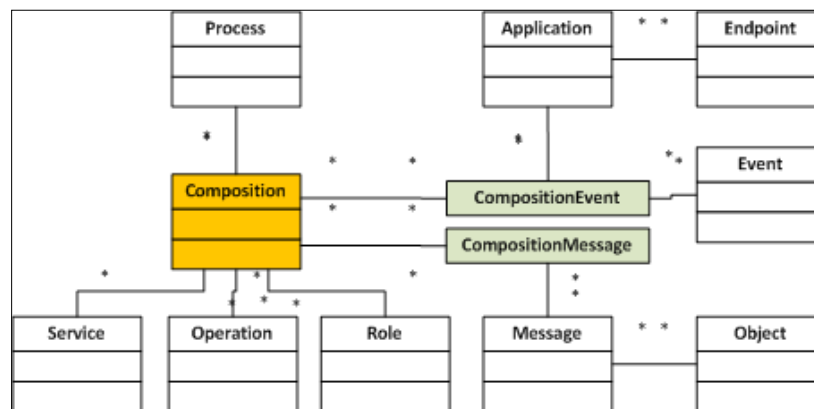 Process
Application
* *
Endpoint
*
*
* *
* *
Event
Composition
* *
CompositionEvent
* *
CompositionMessage
* * *
*
* * *
*
Service
Operation
Role
Message
* *
Object